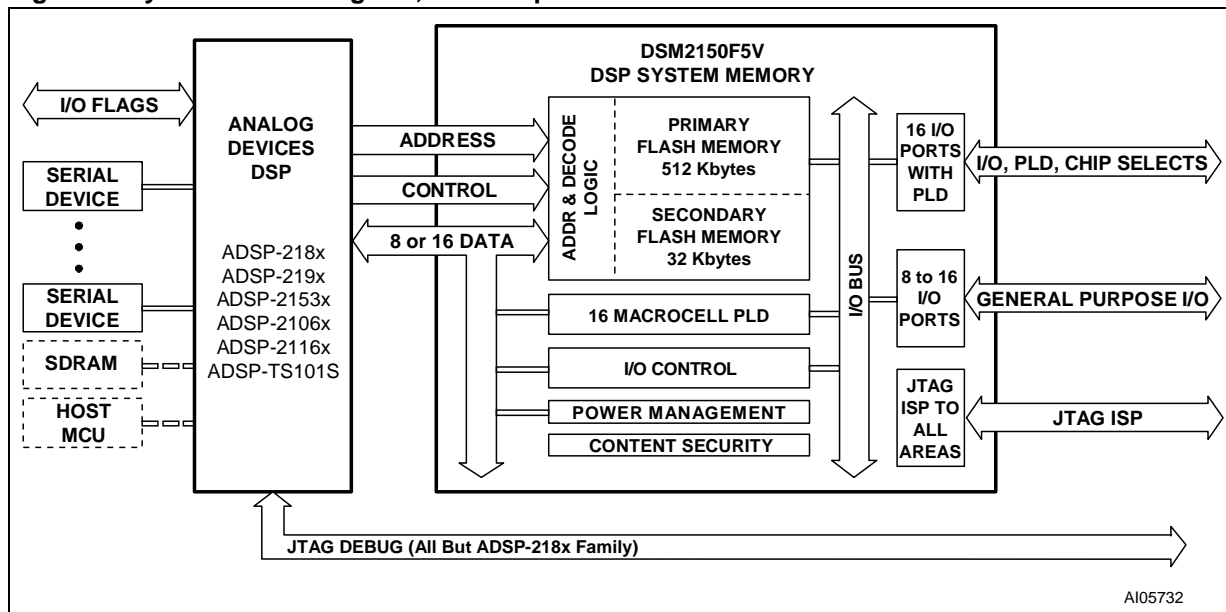 DSM2150F5V
DSP SYSTEM MEMORY
I/O FLAGS
ANALOG
DEVICES
DSP
ADSP-218x
ADSP-219x
ADSP-2153x
ADSP-2106x
ADSP-2116x
ADSP-TS101S
SERIAL
DEVICE
SERIAL
DEVICE
SDRAM
HOST
MCU
ADDRESS
CONTROL
8 or 16 DATA
ADDR & DECODE
LOGIC
PRIMARY
FLASH MEMORY
512 Kbytes
SECONDARY
FLASH MEMORY
32 Kbytes
16 MACROCELL PLD
I/O CONTROL
POWER MANAGEMENT
CONTENT SECURITY
I/O BUS
16 I/O
PORTS
WITH
PLD
I/O, PLD, CHIP SELECTS
8 to 16
I/O
PORTS
GENERAL PURPOSE I/O
JTAG
ISP TO
ALL
AREAS
JTAG ISP
JTAG DEBUG (All But ADSP-218x Family)
AI05732